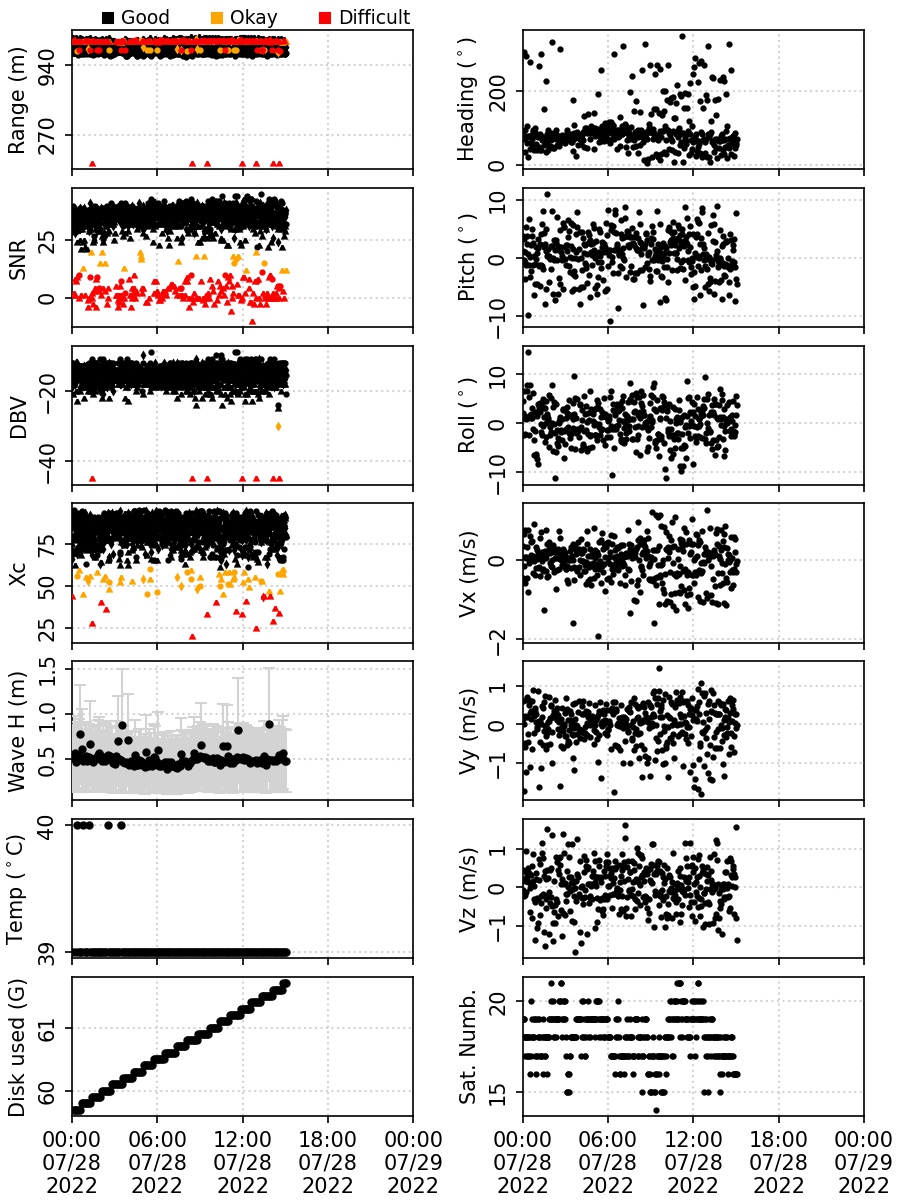 Good Okay Difficult
Range (m)
940
270
Heading (°)
200
0
SNR
25
0
Pitch (°)
10
0
−10
DBV
−20
−40
Roll (°)
10
0
−10
Xc
75
50
25
Vx (m/s)
0
−2
Wave H (m)
1.5
1.0
0.5
Vy (m/s)
1
0
−1
Temp (°C)
40
39
Vz (m/s)
1
0
−1
Disk used (G)
61
60
Sat. Numb.
20
15
00:00 06:00 12:00 18:00 00:00 00:00 06:00 12:00 18:00 00:00
07/28 07/28 07/28 07/28 07/29 07/28 07/28 07/28 07/28 07/29
2022 2022 2022 2022 2022 2022 2022 2022 2022 2022